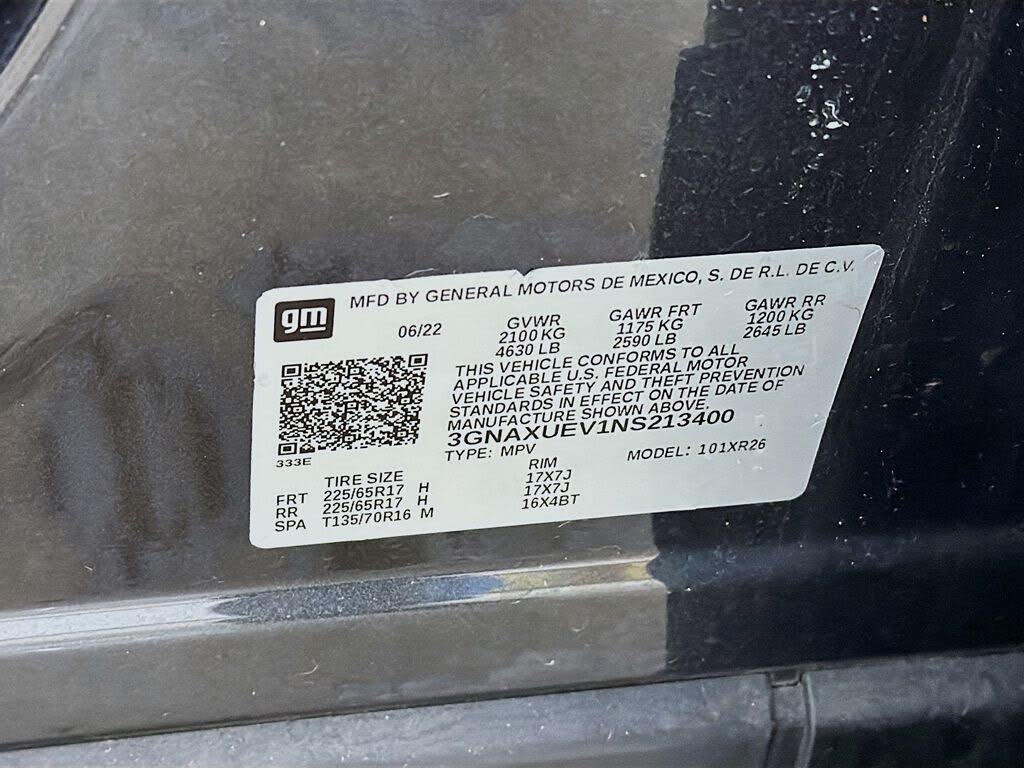 gm MFD BY GENERAL MOTORS DE MEXICO, S. DE R.L. DE C.V.
06/22 GVWR GAWR FRT GAWR RR
2100 KG 1175 KG 1200 KG
4630 LB 2590 LB 2645 LB
THIS VEHICLE CONFORMS TO ALL
APPLICABLE U.S. FEDERAL MOTOR
VEHICLE SAFETY AND THEFT PREVENTION
STANDARDS IN EFFECT ON THE DATE OF
MANUFACTURE SHOWN ABOVE.
3GNAXUEV1NS213400
TYPE: MPV MODEL: 101XR26
333E
TIRE SIZE RIM
FRT 225/65R17 H 17X7J
RR 225/65R17 H 17X7J
SPA T135/70R16 M 16X4BT